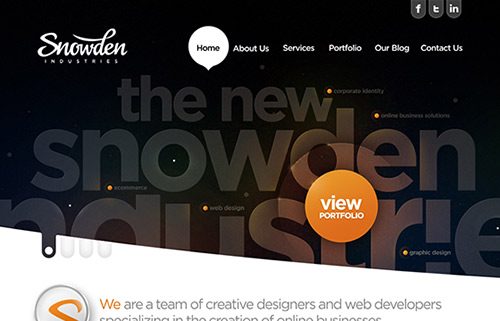 f t in
Snowden
INDUSTRIES
Home About Us Services Portfolio Our Blog Contact Us
corporate identity
the new
online business solutions
snowden
ecommerce
web design
view
PORTFOLIO
industrie
graphic design
S
We are a team of creative designers and web developers
specializing in the creation of online businesses